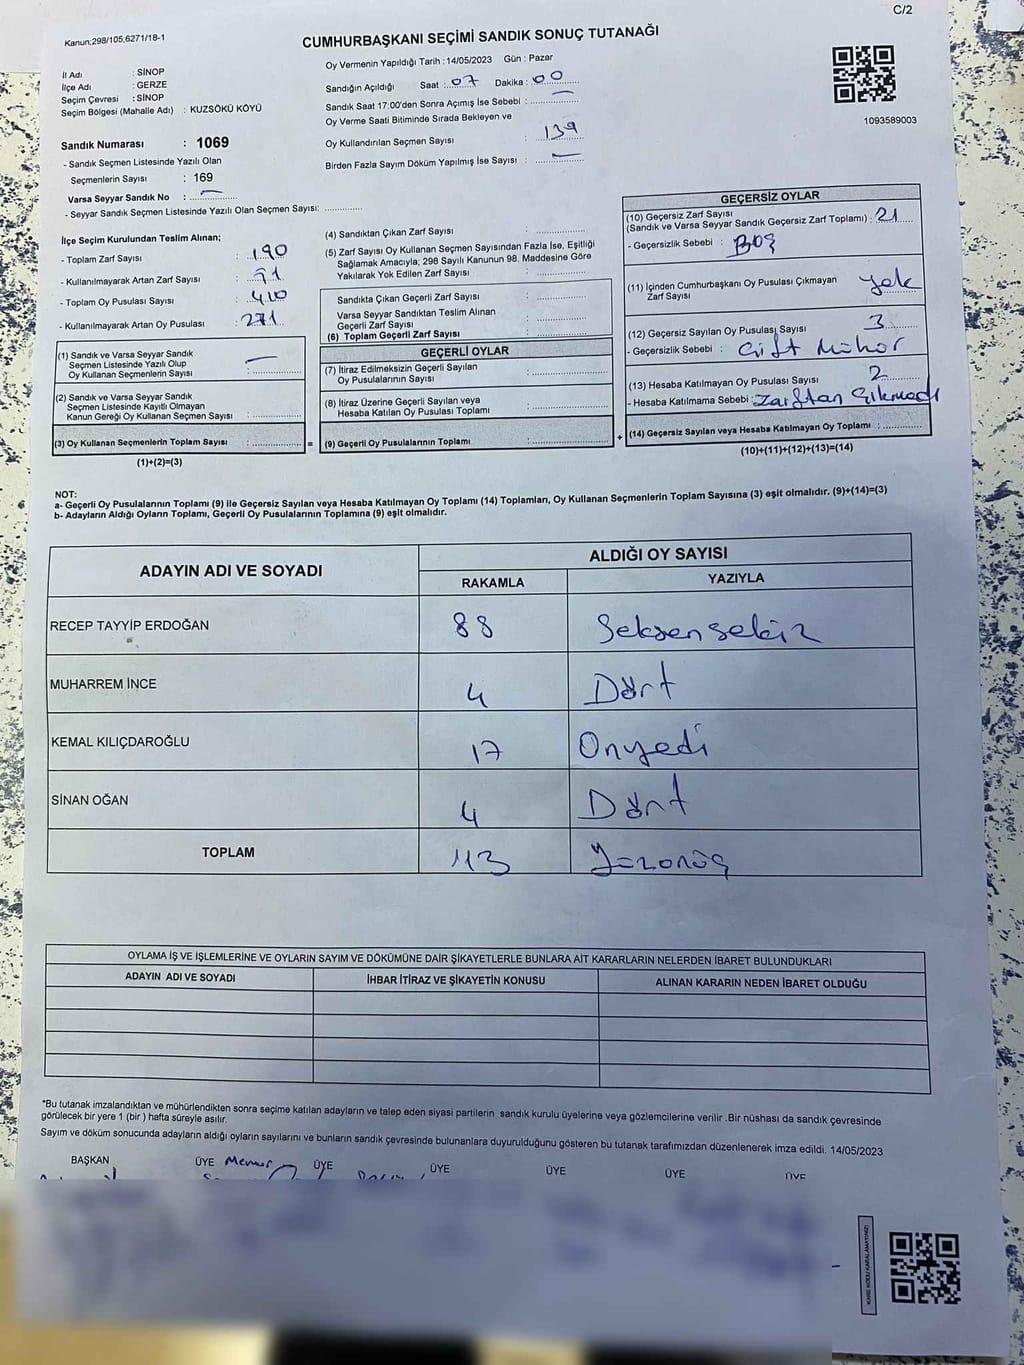 C/2
Kanun;298/105;6271/18-1
CUMHURBAŞKANI SEÇİMİ SANDIK SONUÇ TUTANAĞI
İl Adı : SİNOP
İlçe Adı : GERZE
Seçim Çevresi : SİNOP
Seçim Bölgesi (Mahalle Adı) : KUZSÖKÜ KÖYÜ
Sandık Numarası : 1069
- Sandık Seçmen Listesinde Yazılı Olan
Seçmenlerin Sayısı : 169
Varsa Seyyar Sandık No :
- Seyyar Sandık Seçmen Listesinde Yazılı Olan Seçmen Sayısı:
Oy Vermenin Yapıldığı Tarih :14/05/2023 Gün : Pazar
Sandığın Açıldığı Saat : 07 Dakika : 00
Sandık Saat 17:00'den Sonra Açımış İse Sebebi :
Oy Verme Saati Bitiminde Sırada Bekleyen ve
Oy Kullandırılan Seçmen Sayısı : 139
Birden Fazla Sayım Döküm Yapılmış İse Sayısı :
1093589003
İlçe Seçim Kurulundan Teslim Alınan;
- Toplam Zarf Sayısı : 190
- Kullanılmayarak Artan Zarf Sayısı :
- Toplam Oy Pusulası Sayısı : 410
- Kullanılmayarak Artan Oy Pusulası : 271
(1) Sandık ve Varsa Seyyar Sandık
Seçmen Listesinde Yazılı Olup
Oy Kullanan Seçmenlerin Sayısı :
(2) Sandık ve Varsa Seyyar Sandık
Seçmen Listesinde Kayıtlı Olmayan
Kanun Gereği Oy Kullanan Seçmen Sayısı :
(3) Oy Kullanan Seçmenlerin Toplam Sayısı : =
(1)+(2)=(3)
(4) Sandıktan Çıkan Zarf Sayısı :
(5) Zarf Sayısı Oy Kullanan Seçmen Sayısından Fazla İse, Eşitliği
Sağlamak Amacıyla; 298 Sayılı Kanunun 98. Maddesine Göre
Yakılarak Yok Edilen Zarf Sayısı :
Sandıkta Çıkan Geçerli Zarf Sayısı :
Varsa Seyyar Sandıktan Teslim Alınan
Geçerli Zarf Sayısı :
(6) Toplam Geçerli Zarf Sayısı :
GEÇERLİ OYLAR
(7) İtiraz Edilmeksizin Geçerli Sayılan
Oy Pusulalarının Sayısı :
(8) İtiraz Üzerine Geçerli Sayılan veya
Hesaba Katılan Oy Pusulası Toplamı :
(9) Geçerli Oy Pusulalarının Toplamı : +
GEÇERSİZ OYLAR
(10) Geçersiz Zarf Sayısı
(Sandık ve Varsa Seyyar Sandık Geçersiz Zarf Toplamı) : 21
- Geçersizlik Sebebi : Boş
(11) İçinden Cumhurbaşkanı Oy Pusulası Çıkmayan
Zarf Sayısı : yok
(12) Geçersiz Sayılan Oy Pusulası Sayısı 3
- Geçersizlik Sebebi : Çift Mühür
(13) Hesaba Katılmayan Oy Pusulası Sayısı 2
- Hesaba Katılmama Sebebi : Zarftan Çıkmadı
(14) Geçersiz Sayılan veya Hesaba Katılmayan Oy Toplamı :
(10)+(11)+(12)+(13)=(14)
NOT:
a- Geçerli Oy Pusulalarının Toplamı (9) ile Geçersiz Sayılan veya Hesaba Katılmayan Oy Toplamı (14) Toplamları, Oy Kullanan Seçmenlerin Toplam Sayısına (3) eşit olmalıdır. (9)+(14)=(3)
b- Adayların Aldığı Oyların Toplamı, Geçerli Oy Pusulalarının Toplamına (9) eşit olmalıdır.
ADAYIN ADI VE SOYADI ALDIĞI OY SAYISI
RAKAMLA YAZIYLA
RECEP TAYYİP ERDOĞAN 88 Seksensekiz
MUHARREM İNCE 4 Dört
KEMAL KILIÇDAROĞLU 17 Onyedi
SİNAN OĞAN 4 Dört
TOPLAM 113 Yüzonüç
OYLAMA İŞ VE İŞLEMLERİNE VE OYLARIN SAYIM VE DÖKÜMÜNE DAİR ŞİKAYETLERLE BUNLARA AİT KARARLARIN NELERDEN İBARET BULUNDUKLARI
ADAYIN ADI VE SOYADI İHBAR İTİRAZ VE ŞİKAYETİN KONUSU ALINAN KARARIN NEDEN İBARET OLDUĞU
*Bu tutanak imzalandıktan ve mühürlendikten sonra seçime katılan adayların ve talep eden siyasi partilerin sandık kurulu üyelerine veya gözlemcilerine verilir .Bir nüshası da sandık çevresinde
görülecek bir yere 1 (bir ) hafta süreyle asılır.
Sayım ve döküm sonucunda adayların aldığı oyların sayılarını ve bunların sandık çevresinde bulunanlara duyurulduğunu gösteren bu tutanak tarafımızdan düzenlenerek imza edildi. 14/05/2023
BAŞKAN ÜYE Memur ÜYE ÜYE ÜYE ÜYE ÜYE